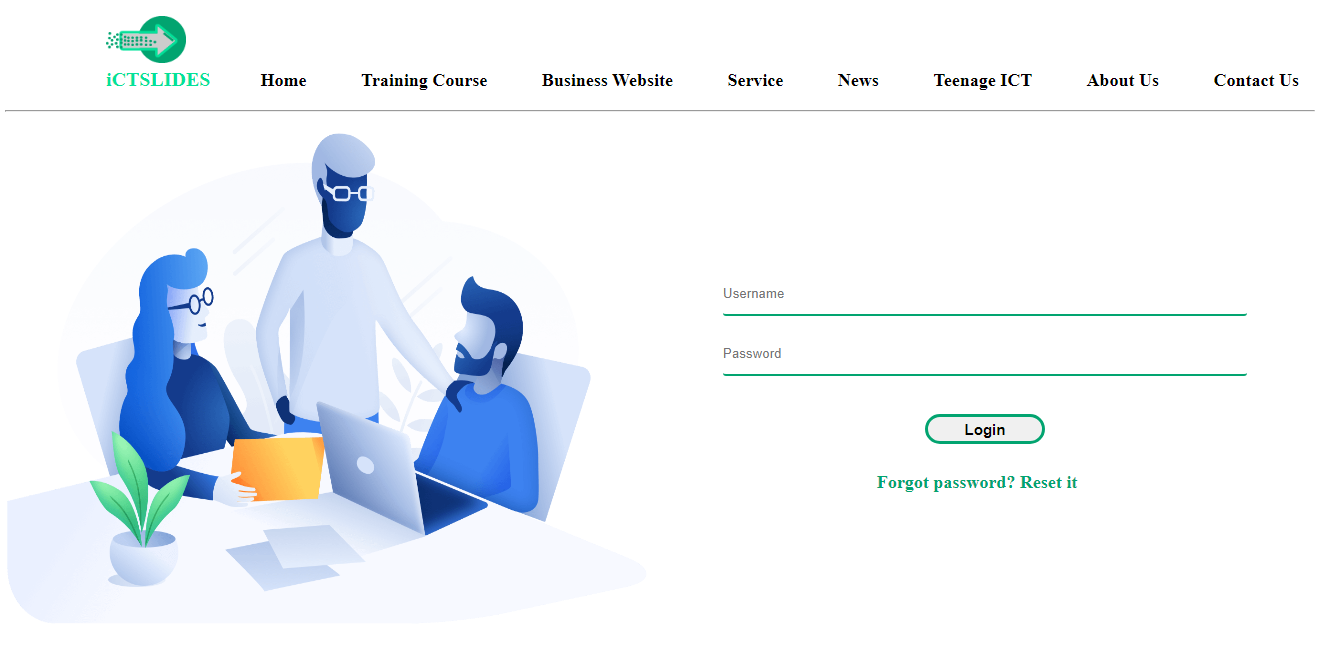 iCTSLIDES
Home Training Course Business Website Service News Teenage ICT About Us Contact Us
Username
Password
Login
Forgot password? Reset it